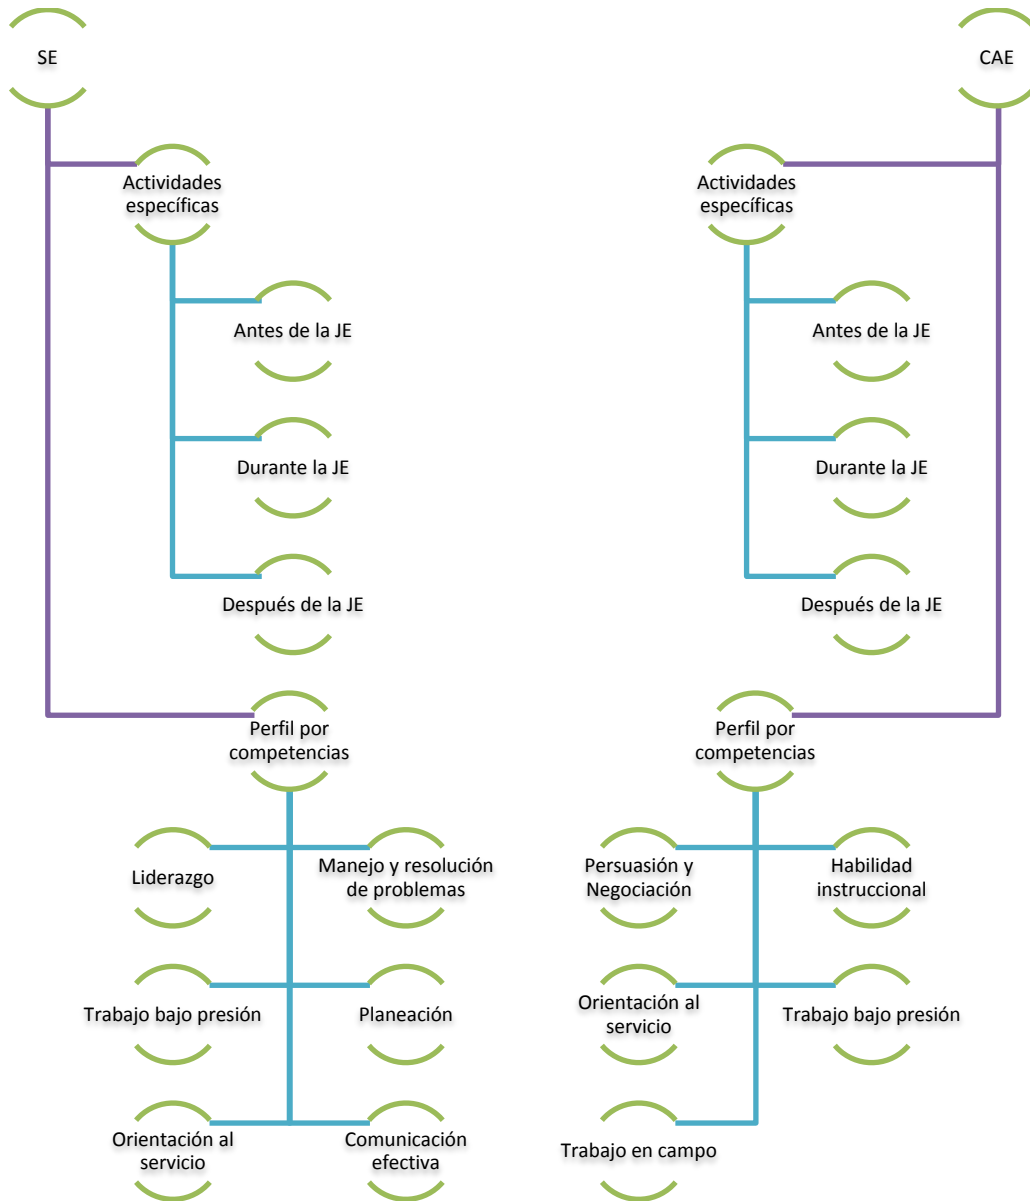 SE
CAE
Actividades
específicas
Actividades
específicas
Antes de la JE
Antes de la JE
Durante la JE
Durante la JE
Después de la JE
Después de la JE
Perfil por
competencias
Perfil por
competencias
Liderazgo
Manejo y resolución
de problemas
Persuasión y
Negociación
Habilidad
instruccional
Trabajo bajo presión
Planeación
Orientación al
servicio
Trabajo bajo presión
Orientación al
servicio
Comunicación
efectiva
Trabajo en campo